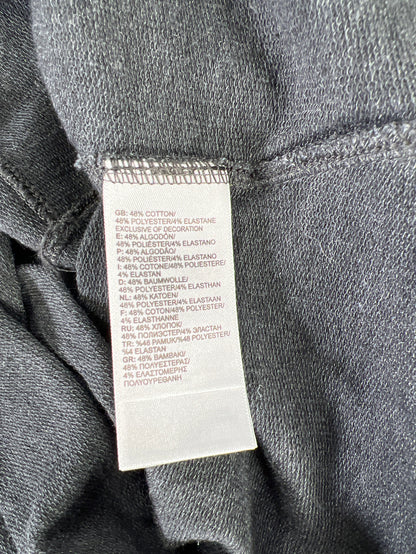 GB: 48% COTTON/
48% POLYESTER/4% ELASTANE
EXCLUSIVE OF DECORATION
E: 48% ALGODÓN/
48% POLIÉSTER/4% ELASTANO
P: 48% ALGODÃO/
48% POLIÉSTER/4% ELASTANO
I: 48% COTONE/48% POLIESTERE/
4% ELASTAN
D: 48% BAUMWOLLE/
48% POLYESTER/4% ELASTHAN
NL: 48% KATOEN/
48% POLYESTER/4% ELASTAAN
F: 48% COTON/48% POLYESTER/
4% ELASTHANNE
RU: 48% ХЛОПОК/
48% ПОЛИЭСТЕР/4% ЭЛАСТАН
TR: %48 PAMUK/%48 POLYESTER/
%4 ELASTAN
GR: 48% ΒΑΜΒΑΚΙ/
48% ΠΟΛΥΕΣΤΕΡΑΣ/
4% ΕΛΑΣΤΟΜΕΡΗΣ
ΠΟΛΥΟΥΡΕΘΑΝΗ